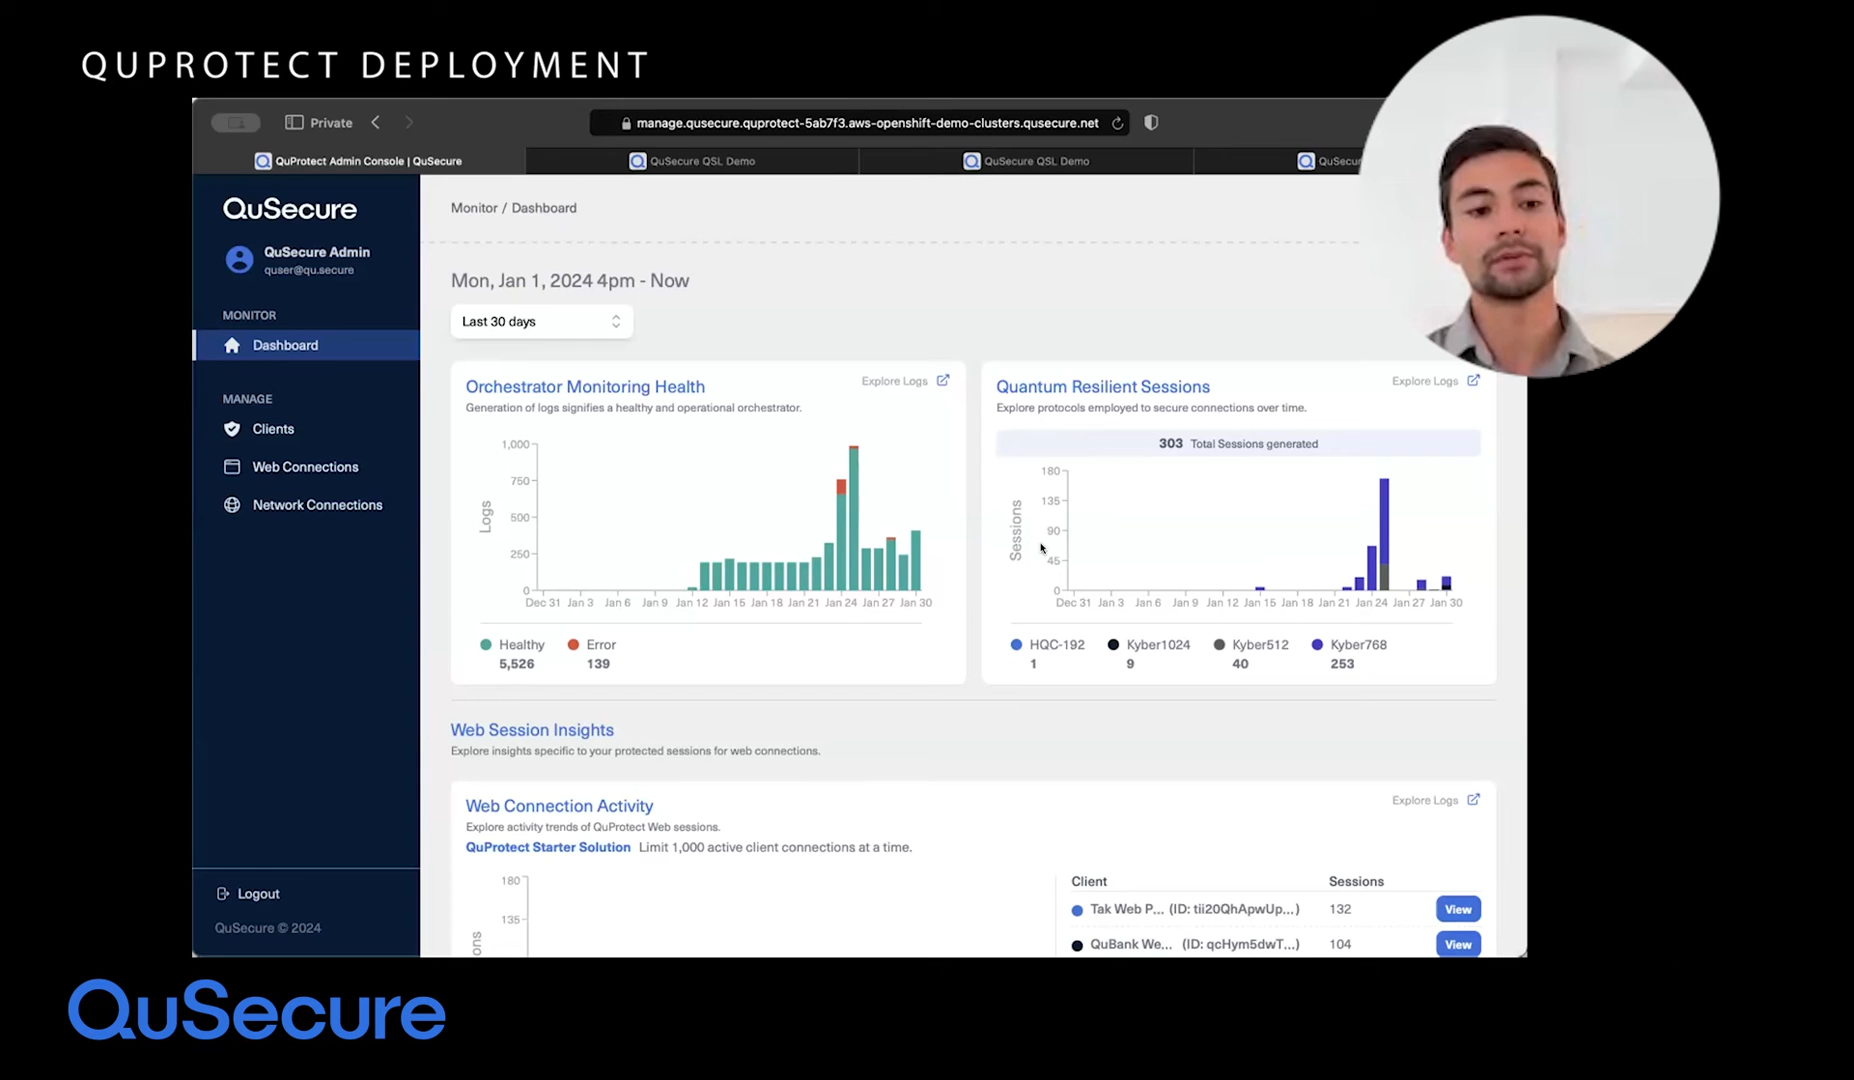 QUPROTECT DEPLOYMENT
Private
manage.qusecure.quprotect-5ab7f3.aws-openshift-demo-clusters.qusecure.net
QuProtect Admin Console | QuSecure
QuSecure QSL Demo
QuSecure QSL Demo
QuSecu
QuSecure
QuSecure Admin
quser@qu.secure
MONITOR
Dashboard
MANAGE
Clients
Web Connections
Network Connections
Logout
QuSecure © 2024
Monitor / Dashboard
Mon, Jan 1, 2024 4pm - Now
Last 30 days
Orchestrator Monitoring Health
Explore Logs
Generation of logs signifies a healthy and operational orchestrator.
Logs
1,000
750
500
250
0
Dec 31 Jan 3 Jan 6 Jan 9 Jan 12 Jan 15 Jan 18 Jan 21 Jan 24 Jan 27 Jan 30
Healthy Error
5,526 139
Quantum Resilient Sessions
Explore Logs
Explore protocols employed to secure connections over time.
303 Total Sessions generated
Sessions
180
135
90
45
0
Dec 31 Jan 3 Jan 6 Jan 9 Jan 12 Jan 15 Jan 18 Jan 21 Jan 24 Jan 27 Jan 30
HQC-192 Kyber1024 Kyber512 Kyber768
1 9 40 253
Web Session Insights
Explore insights specific to your protected sessions for web connections.
Web Connection Activity
Explore Logs
Explore activity trends of QuProtect Web sessions.
QuProtect Starter Solution Limit 1,000 active client connections at a time.
180
135
ons
Client Sessions
Tak Web P... (ID: tii20QhApwUp...) 132 View
QuBank We... (ID: qcHym5dwT...) 104 View
QuSecure